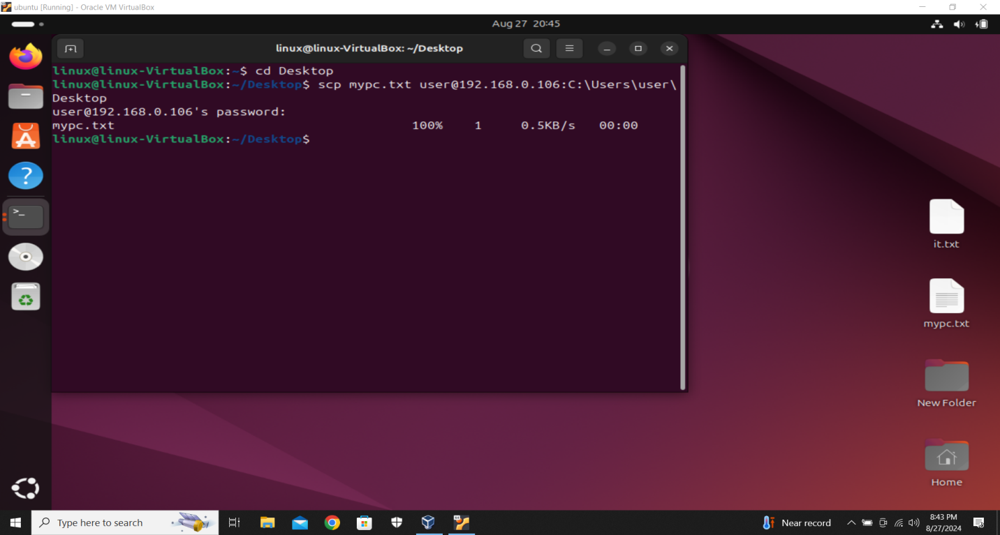 ubuntu [Running] - Oracle VM VirtualBox
Aug 27 20:45
linux@linux-VirtualBox: ~/Desktop
linux@linux-VirtualBox:~$ cd Desktop
linux@linux-VirtualBox:~/Desktop$ scp mypc.txt user@192.168.0.106:C:\Users\user\
Desktop
user@192.168.0.106's password:
mypc.txt 100% 1 0.5KB/s 00:00
linux@linux-VirtualBox:~/Desktop$
it.txt
mypc.txt
New Folder
Home
Type here to search
Near record
8:43 PM
8/27/2024